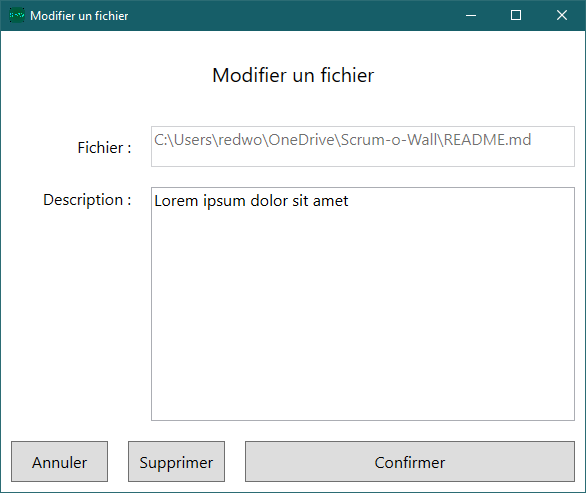 Modifier un fichier
Modifier un fichier
Fichier :
C:\Users\redwo\OneDrive\Scrum-o-Wall\README.md
Description :
Lorem ipsum dolor sit amet
Annuler
Supprimer
Confirmer